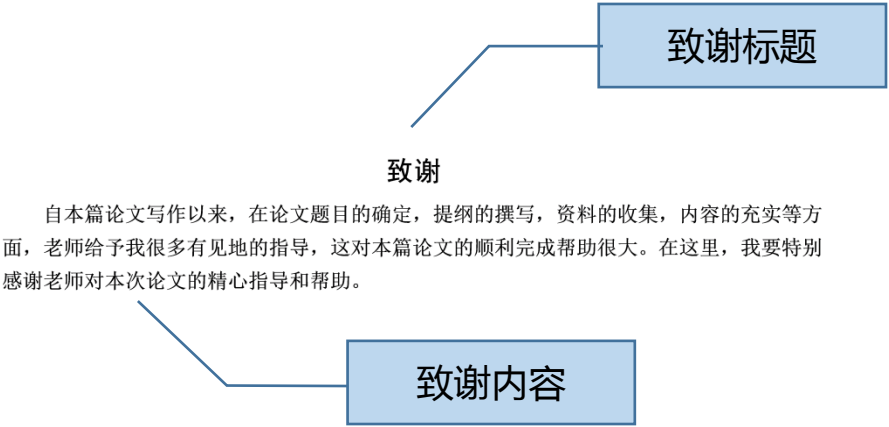 致谢标题
致谢
自本篇论文写作以来，在论文题目的确定，提纲的撰写，资料的收集，内容的充实等方
面，老师给予我很多有见地的指导，这对本篇论文的顺利完成帮助很大。在这里，我要特别
感谢老师对本次论文的精心指导和帮助。
致谢内容